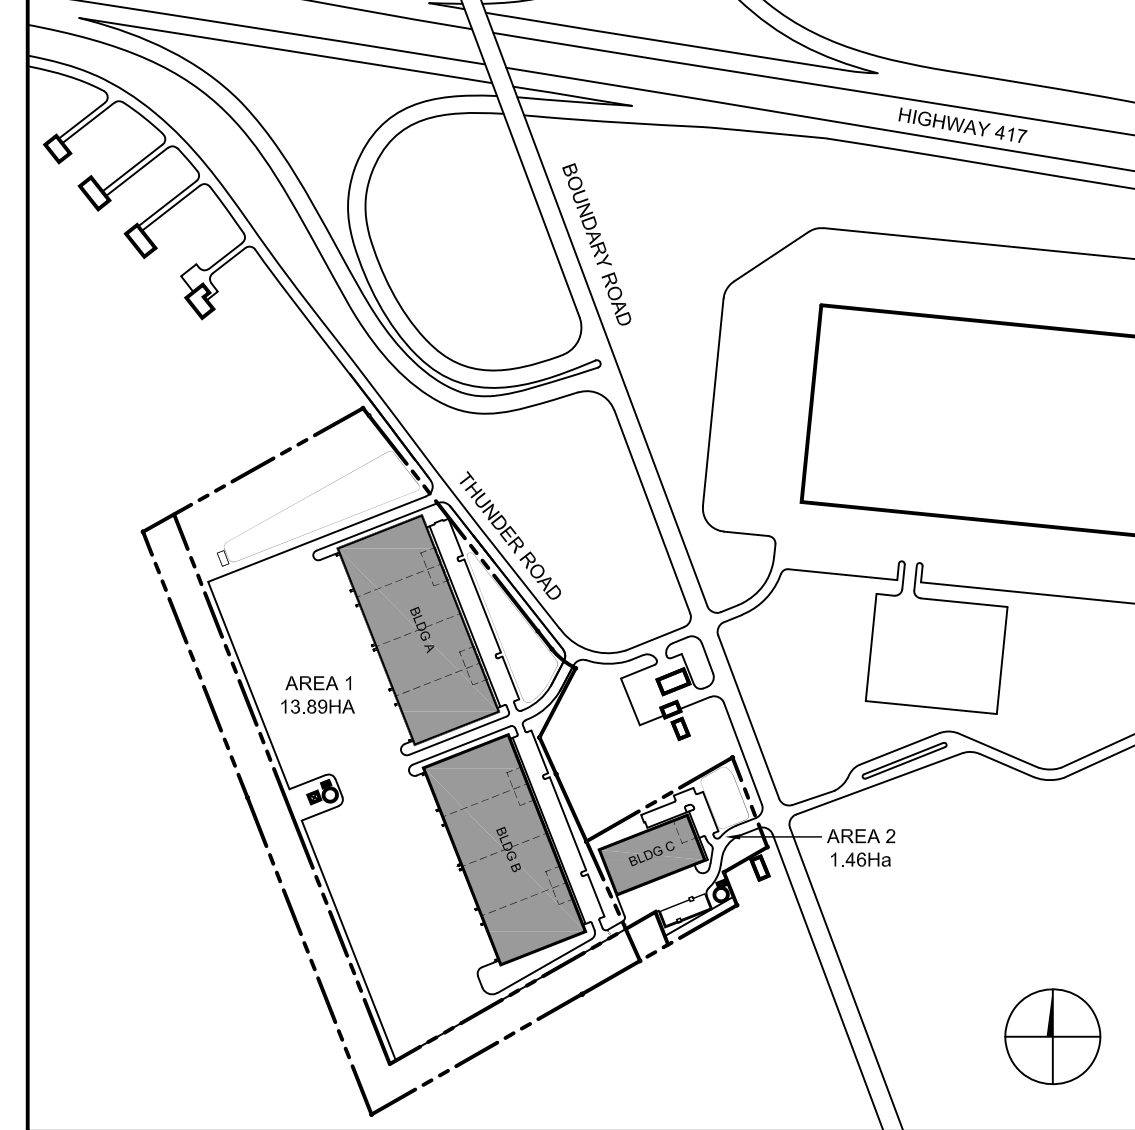 HIGHWAY 417
BOUNDARY ROAD
THUNDER ROAD
BLDG A
AREA 1
13.89HA
BLDG B
BLDG C
AREA 2
1.46Ha